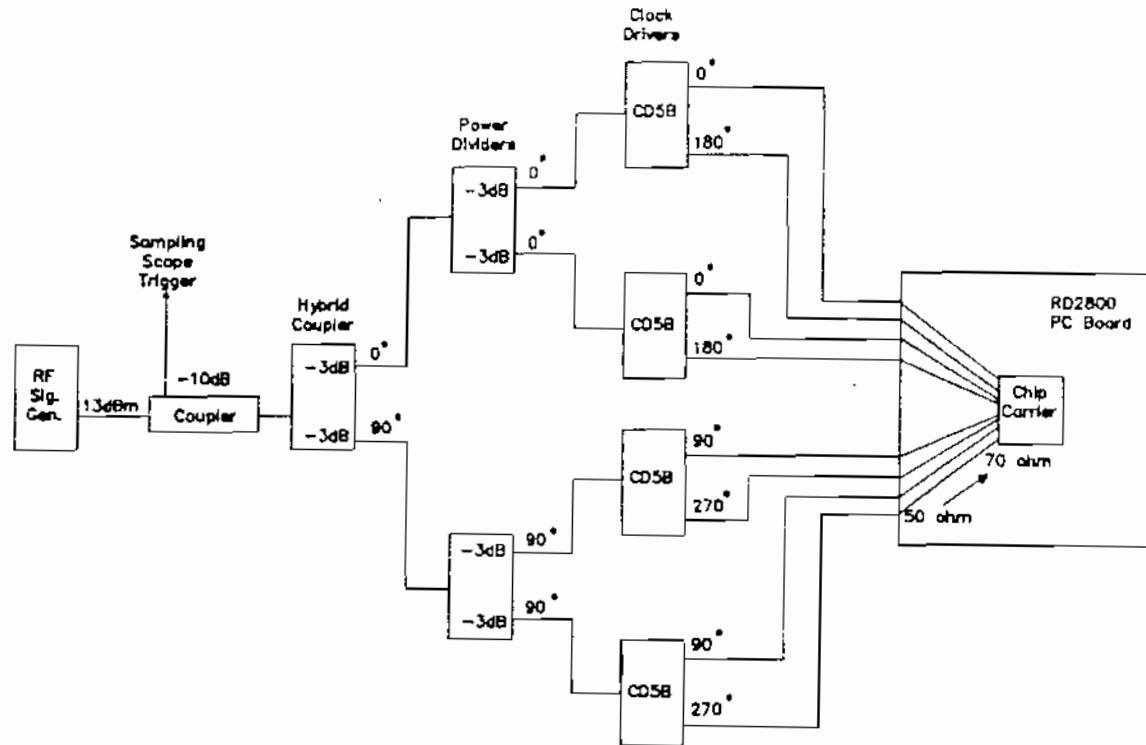 Clock
Drivers
0°
CD5B
180°
Power
Dividers
-3dB
0°
-3dB
0°
Sampling
Scope
Trigger
Hybrid
Coupler
0°
CD5B
180°
RD2800
PC Board
RF
Sig.
Gen.
13dBm
-10dB
Coupler
-3dB
0°
-3dB
90°
Chip
Carrier
70 ohm
50 ohm
90°
CD5B
270°
-3dB
90°
-3dB
90°
90°
CD5B
270°